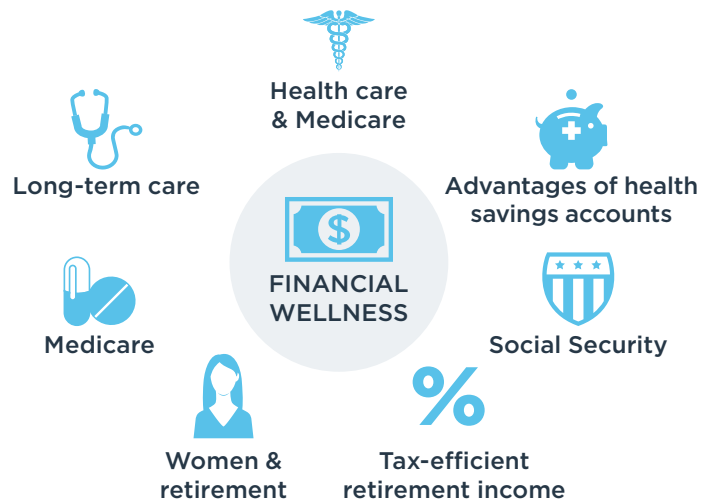 Health care
& Medicare
Long-term care
Advantages of health
savings accounts
$
FINANCIAL
WELLNESS
Medicare
Social Security
%
Women &
retirement
Tax-efficient
retirement income